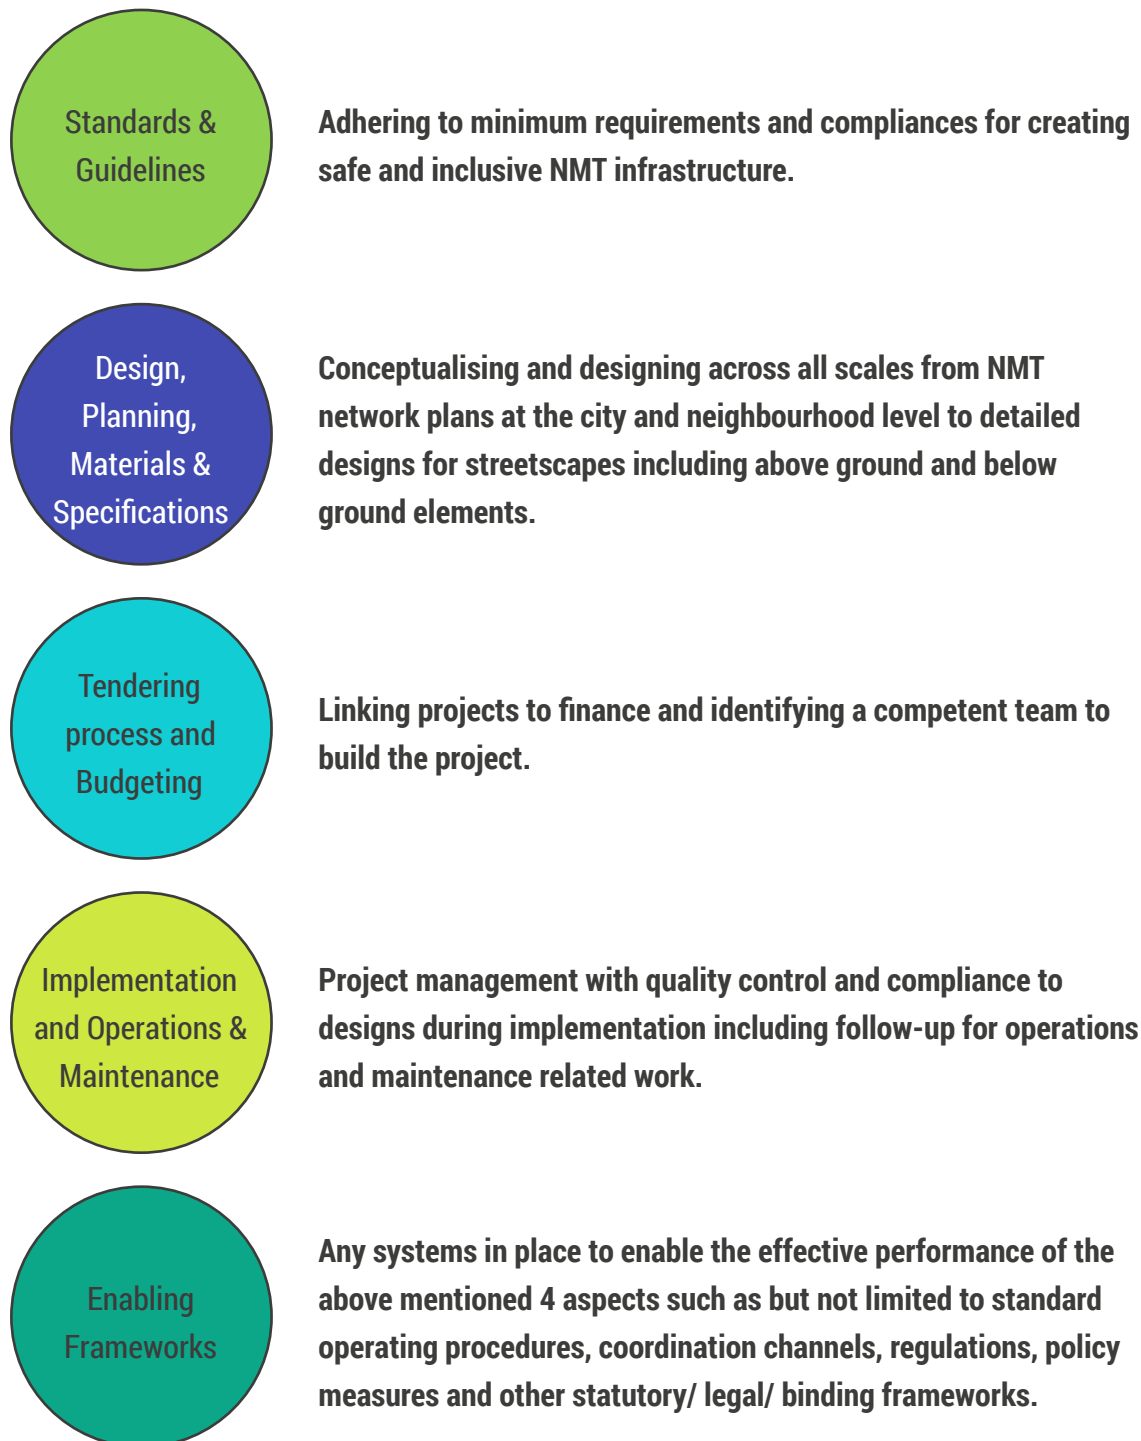 Standards &
Guidelines
Adhering to minimum requirements and compliances for creating
safe and inclusive NMT infrastructure.
Design,
Planning,
Materials &
Specifications
Conceptualising and designing across all scales from NMT
network plans at the city and neighbourhood level to detailed
designs for streetscapes including above ground and below
ground elements.
Tendering
process and
Budgeting
Linking projects to finance and identifying a competent team to
build the project.
Implementation
and Operations &
Maintenance
Project management with quality control and compliance to
designs during implementation including follow-up for operations
and maintenance related work.
Enabling
Frameworks
Any systems in place to enable the effective performance of the
above mentioned 4 aspects such as but not limited to standard
operating procedures, coordination channels, regulations, policy
measures and other statutory/ legal/ binding frameworks.